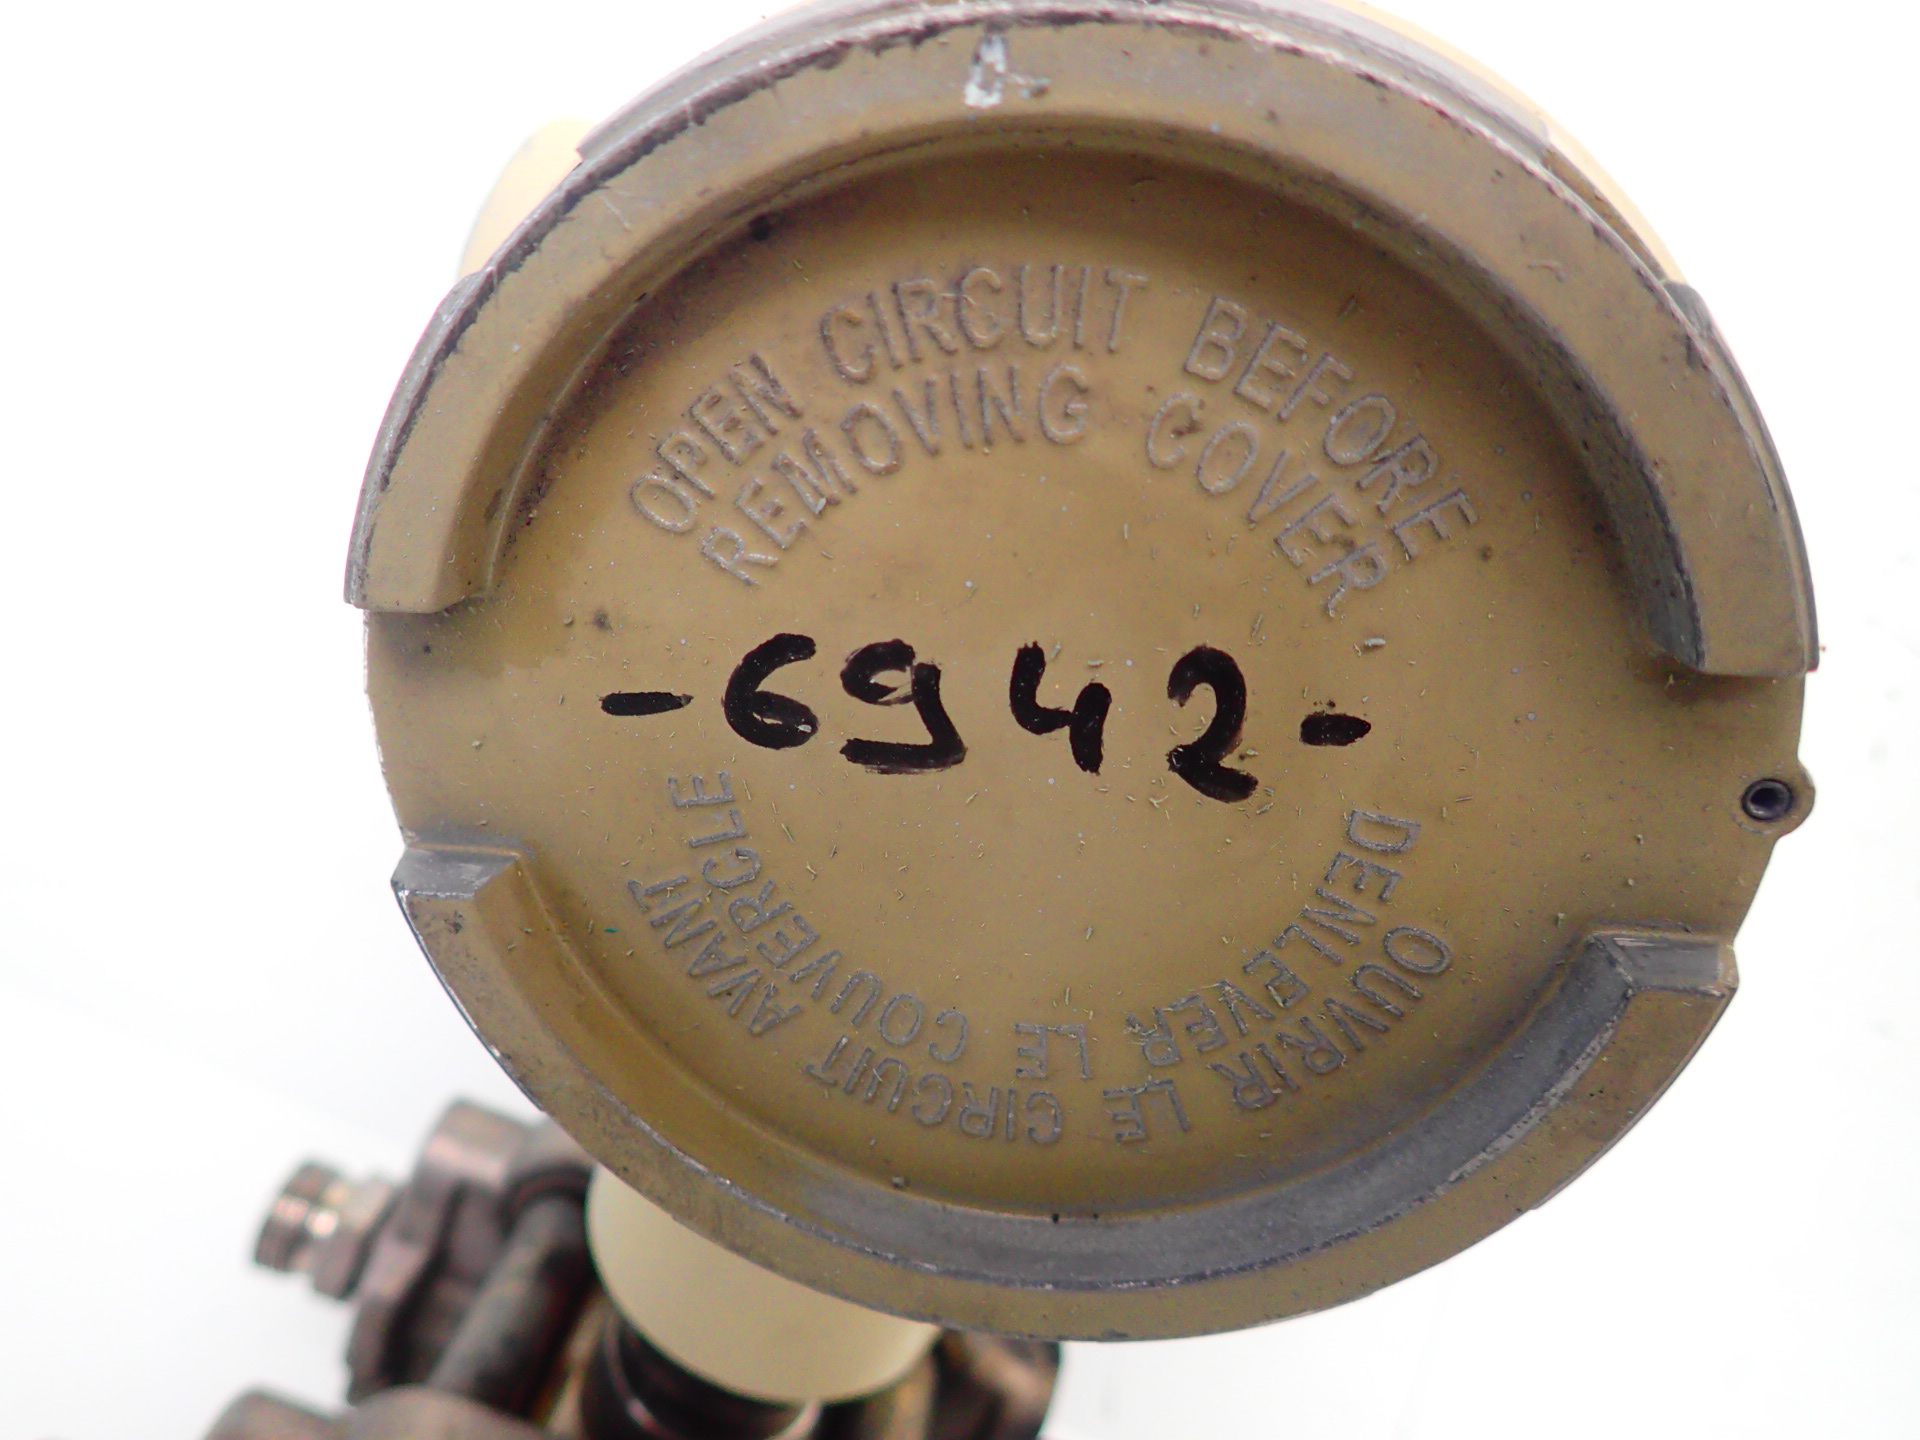 OPEN CIRCUIT BEFORE
REMOVING COVER
-6942-
OUVRIR LE CIRCUIT AVANT
DENLEVER LE COUVERCLE